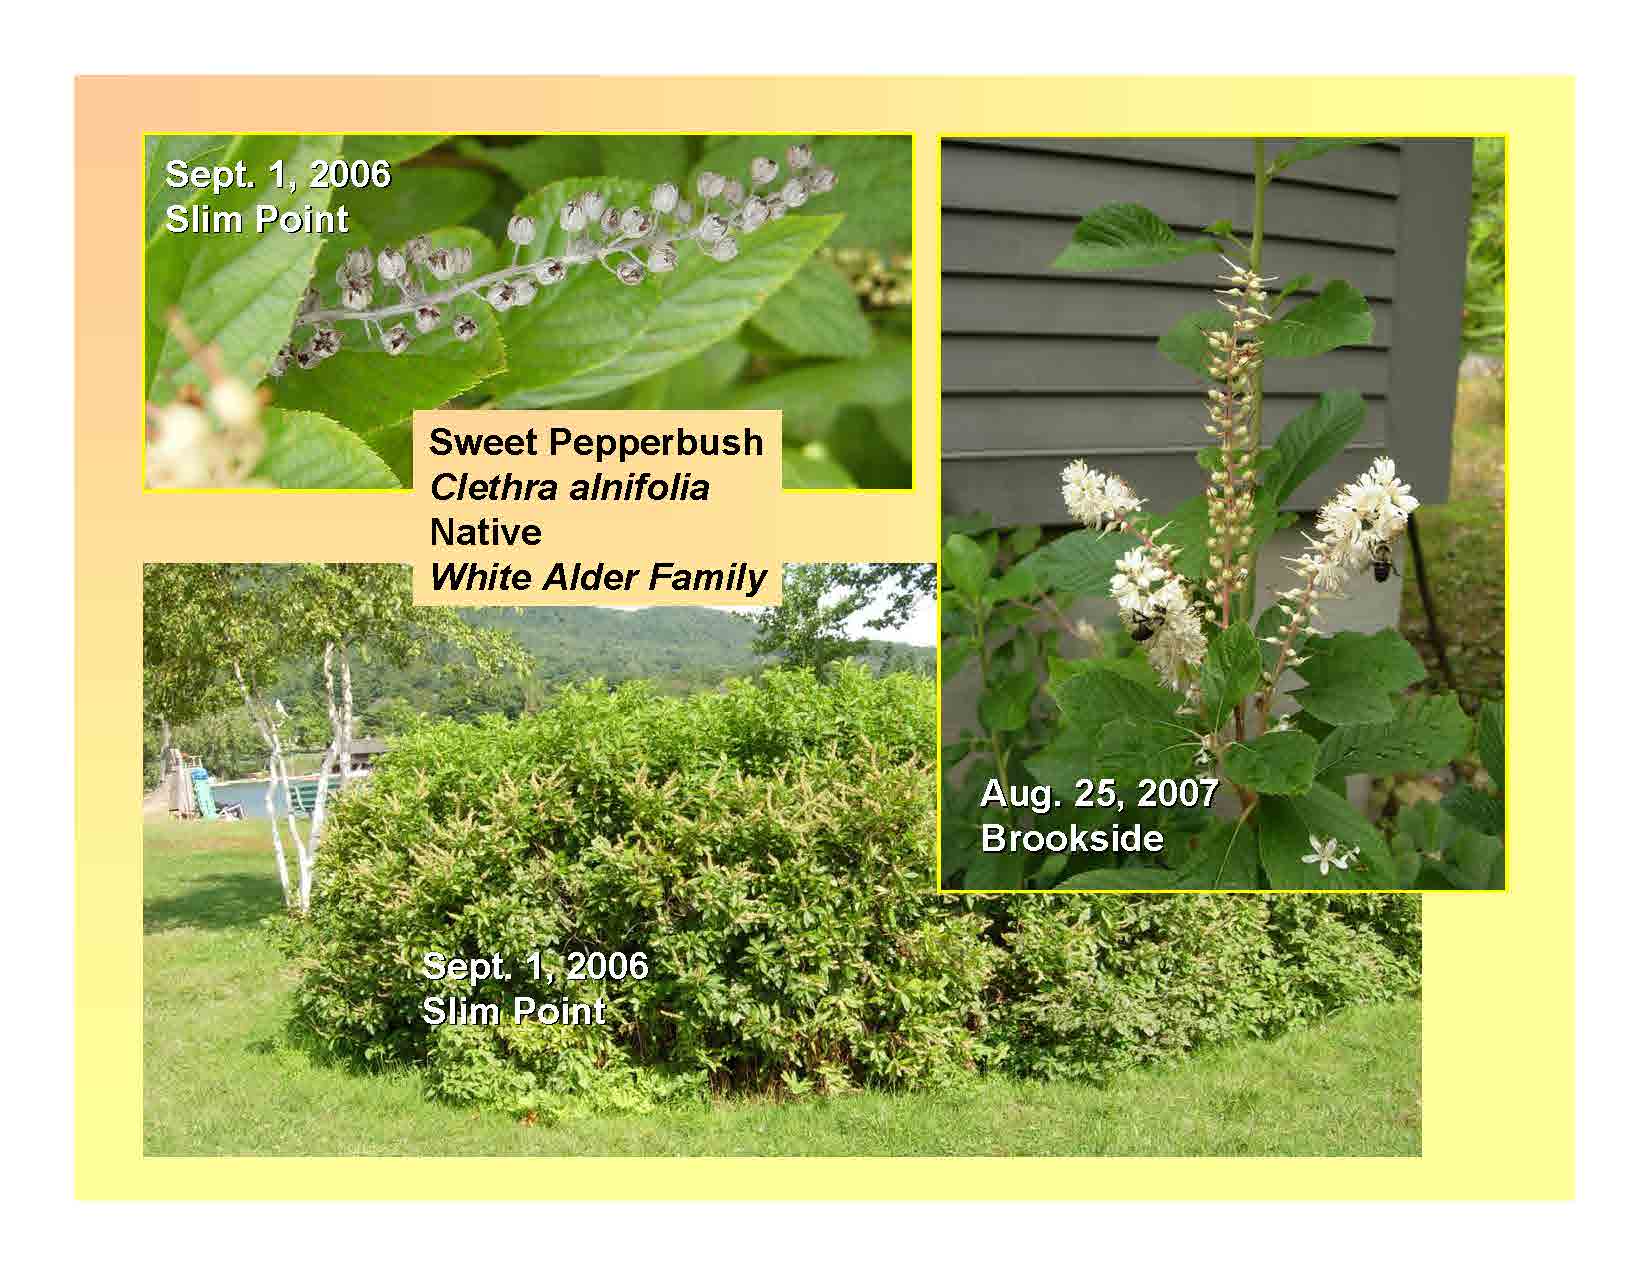 Sept. 1, 2006
Slim Point
Sweet Pepperbush
Clethra alnifolia
Native
White Alder Family
Aug. 25, 2007
Brookside
Sept. 1, 2006
Slim Point